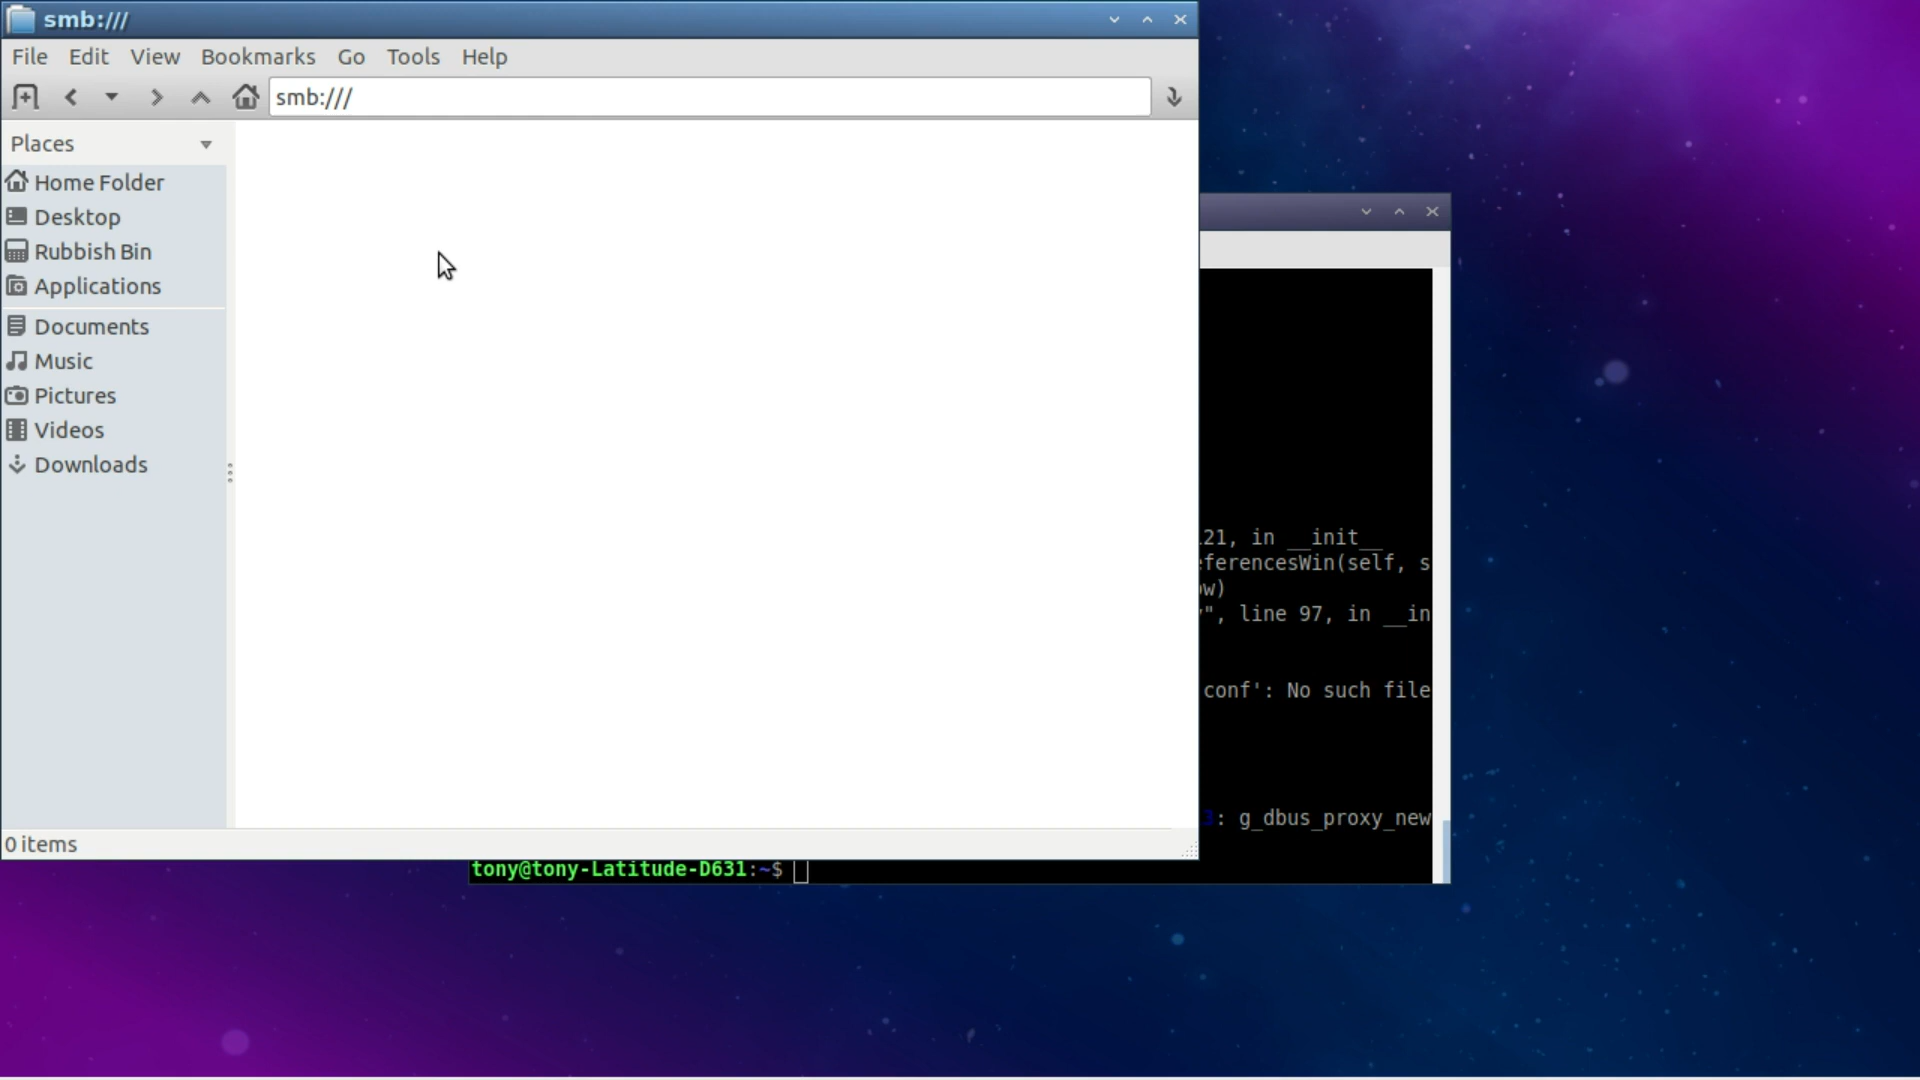 smb:///
File Edit View Bookmarks Go Tools Help
smb:///
Places
Home Folder
Desktop
Rubbish Bin
Applications
Documents
Music
Pictures
Videos
Downloads
0 items
21, in __init__
ferencesWin(self, s
w)
", line 97, in __in
conf': No such file
3: g_dbus_proxy_new
tony@tony-Latitude-D631:~$